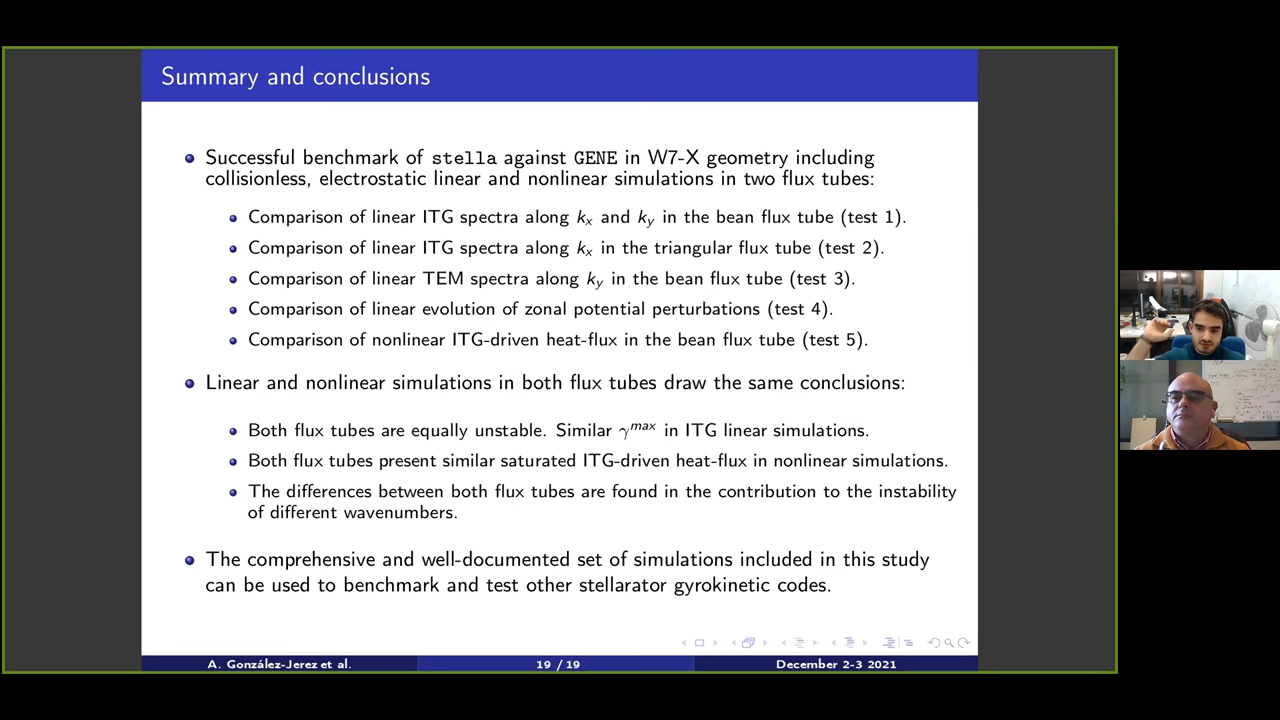 Summary and conclusions
Successful benchmark of stella against GENE in W7-X geometry including
collisionless, electrostatic linear and nonlinear simulations in two flux tubes:
Comparison of linear ITG spectra along kx and ky in the bean flux tube (test 1).
Comparison of linear ITG spectra along kx in the triangular flux tube (test 2).
Comparison of linear TEM spectra along ky in the bean flux tube (test 3).
Comparison of linear evolution of zonal potential perturbations (test 4).
Comparison of nonlinear ITG-driven heat-flux in the bean flux tube (test 5).
Linear and nonlinear simulations in both flux tubes draw the same conclusions:
Both flux tubes are equally unstable. Similar γmax in ITG linear simulations.
Both flux tubes present similar saturated ITG-driven heat-flux in nonlinear simulations.
The differences between both flux tubes are found in the contribution to the instability
of different wavenumbers.
The comprehensive and well-documented set of simulations included in this study
can be used to benchmark and test other stellarator gyrokinetic codes.
A. González-Jerez et al. 19 / 19 December 2-3 2021